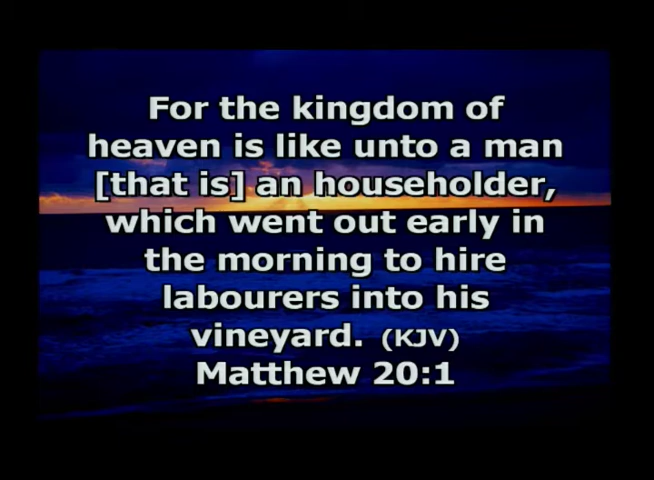 For the kingdom of
heaven is like unto a man
[that is] an householder,
which went out early in
the morning to hire
labourers into his
vineyard. (KJV)
Matthew 20:1